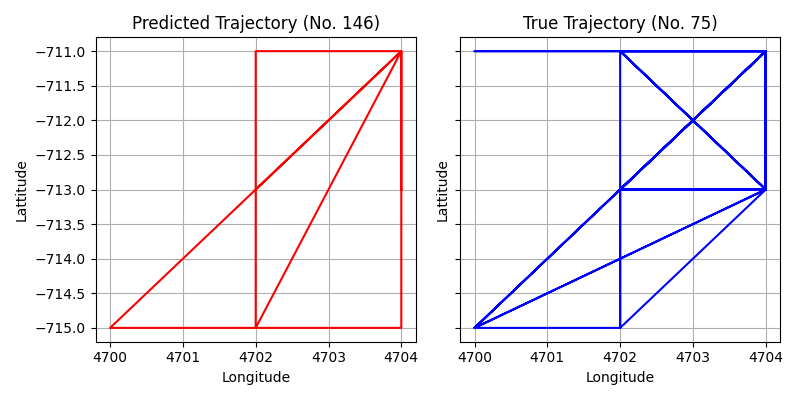 Predicted Trajectory (No. 146)
True Trajectory (No. 75)
Lattitude
−711.0
−711.5
−712.0
−712.5
−713.0
−713.5
−714.0
−714.5
−715.0
4700 4701 4702 4703 4704
Longitude
Lattitude
4700 4701 4702 4703 4704
Longitude